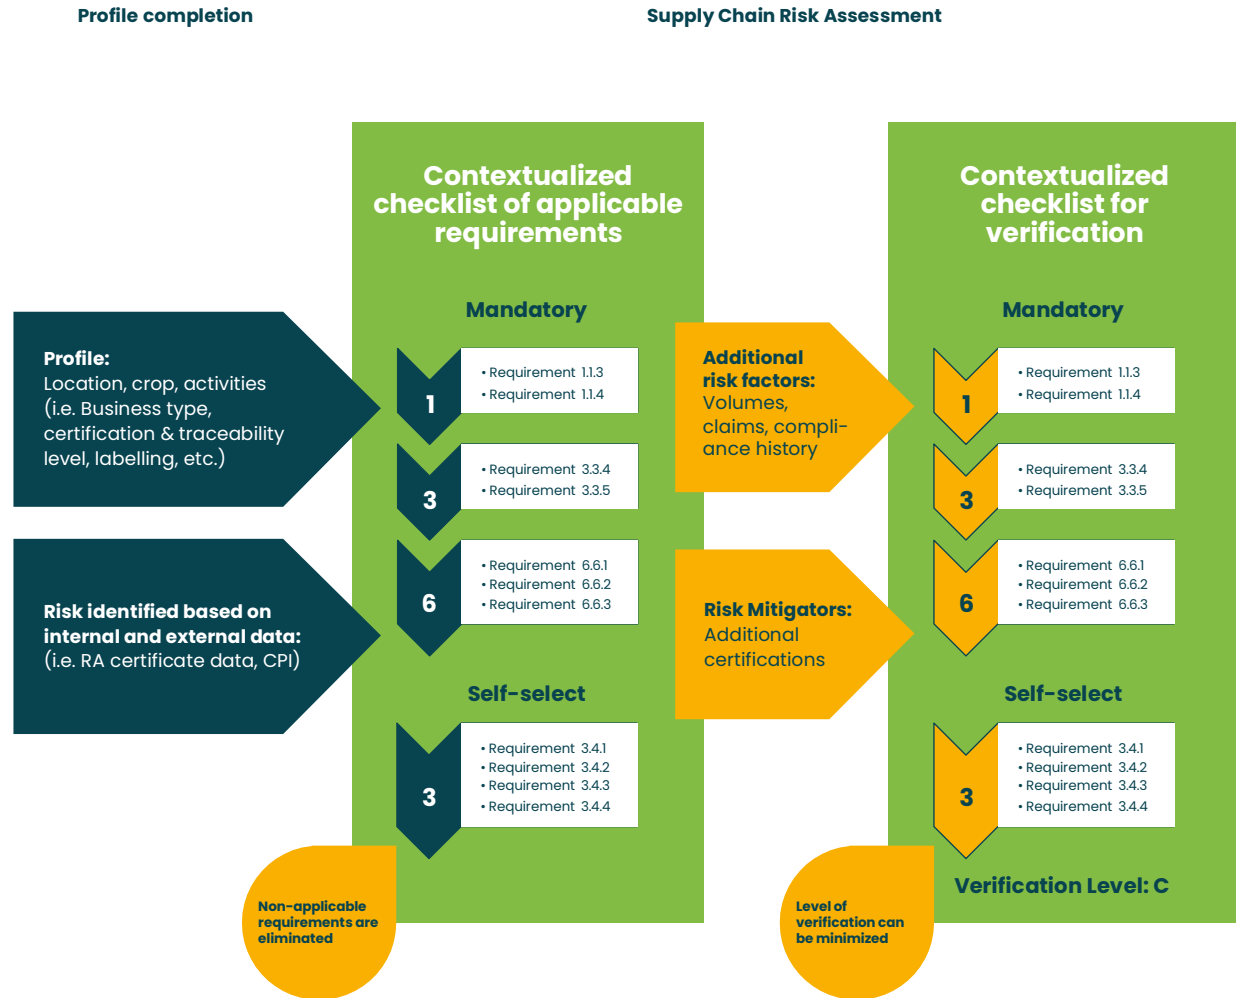 Profile completion
Supply Chain Risk Assessment
Profile:
Location, crop, activities
(i.e. Business type,
certification & traceability
level, labelling, etc.)
Risk identified based on
internal and external data:
(i.e. RA certificate data, CPI)
Contextualized
checklist of applicable
requirements
Mandatory
1
• Requirement 1.1.3
• Requirement 1.1.4
3
• Requirement 3.3.4
• Requirement 3.3.5
6
• Requirement 6.6.1
• Requirement 6.6.2
• Requirement 6.6.3
Self-select
3
• Requirement 3.4.1
• Requirement 3.4.2
• Requirement 3.4.3
• Requirement 3.4.4
Non-applicable
requirements are
eliminated
Additional
risk factors:
Volumes,
claims, compli-
ance history
Risk Mitigators:
Additional
certifications
Contextualized
checklist for
verification
Mandatory
1
• Requirement 1.1.3
• Requirement 1.1.4
3
• Requirement 3.3.4
• Requirement 3.3.5
6
• Requirement 6.6.1
• Requirement 6.6.2
• Requirement 6.6.3
Self-select
3
• Requirement 3.4.1
• Requirement 3.4.2
• Requirement 3.4.3
• Requirement 3.4.4
Verification Level: C
Level of
verification can
be minimized